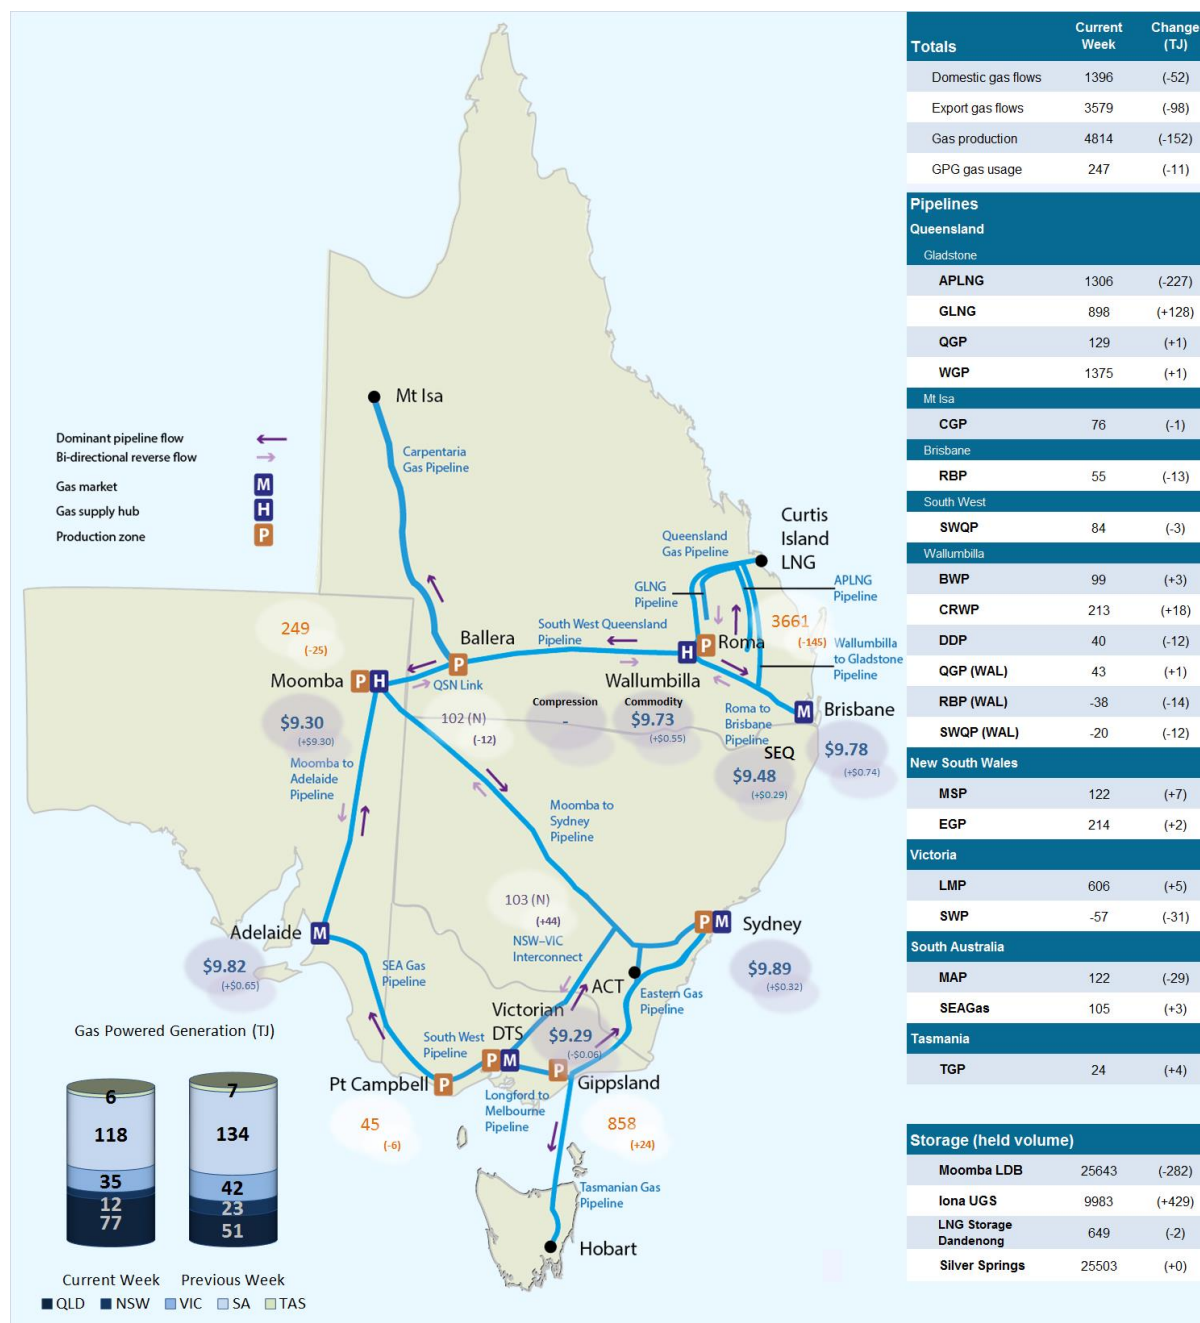 Totals Current Week Change (TJ)
Domestic gas flows 1396 (-52)
Export gas flows 3579 (-98)
Gas production 4814 (-152)
GPG gas usage 247 (-11)
Pipelines
Queensland
Gladstone
APLNG 1306 (-227)
GLNG 898 (+128)
QGP 129 (+1)
WGP 1375 (+1)
Mt Isa
CGP 76 (-1)
Brisbane
RBP 55 (-13)
South West
SWQP 84 (-3)
Wallumbilla
BWP 99 (+3)
CRWP 213 (+18)
DDP 40 (-12)
QGP (WAL) 43 (+1)
RBP (WAL) -38 (-14)
SWQP (WAL) -20 (-12)
New South Wales
MSP 122 (+7)
EGP 214 (+2)
Victoria
LMP 606 (+5)
SWP -57 (-31)
South Australia
MAP 122 (-29)
SEAGas 105 (+3)
Tasmania
TGP 24 (+4)
Storage (held volume)
Moomba LDB 25643 (-282)
Iona UGS 9983 (+429)
LNG Storage
Dandenong 649 (-2)
Silver Springs 25503 (+0)
Dominant pipeline flow
Bi-directional reverse flow
Gas market M
Gas supply hub H
Production zone P
Mt Isa
Carpentaria
Gas Pipeline
Curtis
Island
LNG
Queensland
Gas Pipeline
GLNG
Pipeline
APLNG
Pipeline
3661
(-145)
Wallumbilla
to Gladstone
Pipeline
South West Queensland
Pipeline
H P Roma
Wallumbilla
Ballera
P
QSN Link
249
(-25)
Moomba P H
$9.30
(+$9.30)
102 (N)
(-12)
Compression
-
Commodity
$9.73
(+$0.55)
Roma to
Brisbane
Pipeline
M Brisbane
$9.78
(+$0.74)
SEQ
$9.48
(+$0.29)
Moomba to
Adelaide
Pipeline
Moomba to
Sydney
Pipeline
103 (N)
(+44)
NSW-VIC
Interconnect
P M Sydney
$9.89
(+$0.32)
Adelaide M
$9.82
(+$0.65)
SEA Gas
Pipeline
ACT
Eastern Gas
Pipeline
Victorian
DTS
$9.29
(-$0.06)
South West
Pipeline
P M
P
Gippsland
Pt Campbell P
45
(-6)
Longford to
Melbourne
Pipeline
858
(+24)
Tasmanian Gas
Pipeline
Hobart
Gas Powered Generation (TJ)
6 7
118 134
35 42
12 23
77 51
Current Week Previous Week
QLD NSW VIC SA TAS